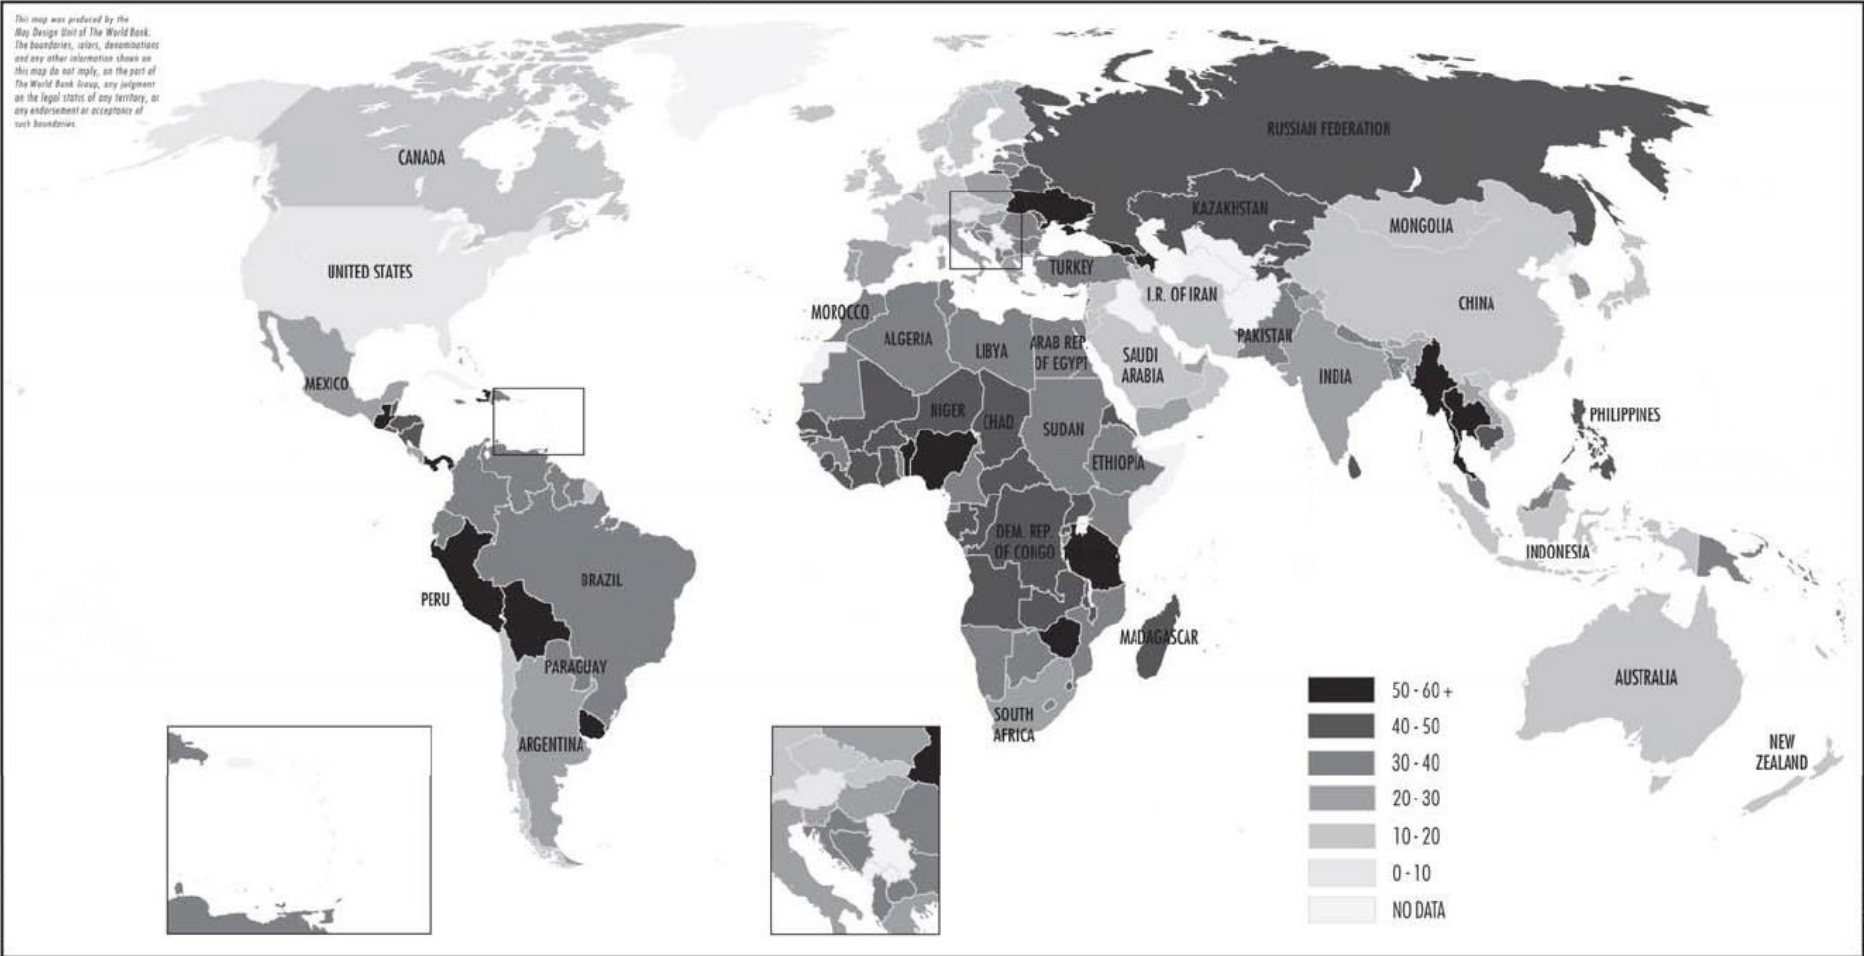 This map was produced by the
Map Design Unit of The World Bank.
The boundaries, colors, denominations
and any other information shown on
this map do not imply, on the part of
The World Bank Group, any judgment
on the legal status of any territory, or
any endorsement or acceptance of
such boundaries.
RUSSIAN FEDERATION
CANADA
KAZAKHSTAN
MONGOLIA
UNITED STATES
TURKEY
I.R. OF IRAN
CHINA
MOROCCO
ALGERIA
LIBYA
ARAB REP
OF EGYPT
PAKISTAN
SAUDI
ARABIA
INDIA
MEXICO
NIGER
CHAD
SUDAN
PHILIPPINES
ETHIOPIA
DEM. REP.
OF CONGO
INDONESIA
BRAZIL
PERU
MADAGASCAR
PARAGUAY
AUSTRALIA
SOUTH
AFRICA
ARGENTINA
NEW
ZEALAND
50 - 60 +
40 - 50
30 - 40
20 - 30
10 - 20
0 - 10
NO DATA